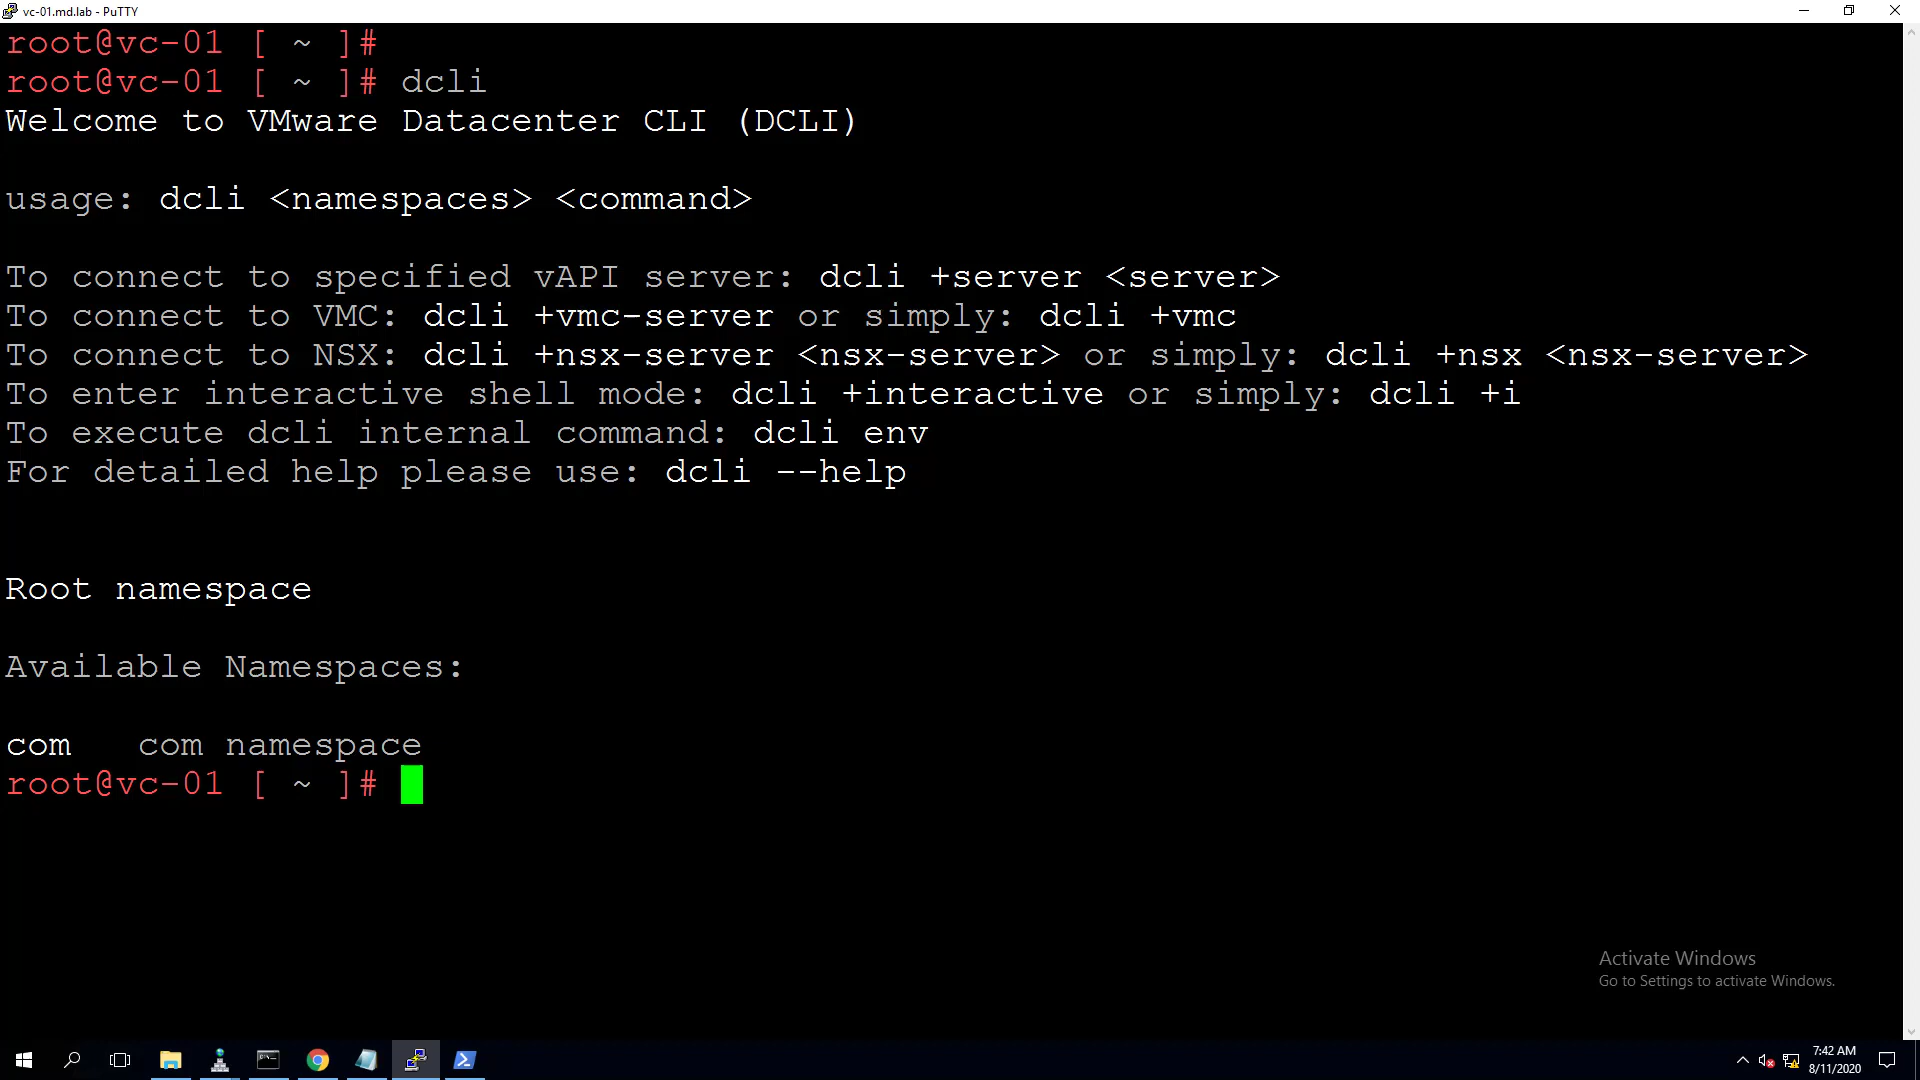 vc-01.md.lab - PuTTY
root@vc-01 [ ~ ]#
root@vc-01 [ ~ ]# dcli
Welcome to VMware Datacenter CLI (DCLI)
usage: dcli <namespaces> <command>
To connect to specified vAPI server: dcli +server <server>
To connect to VMC: dcli +vmc-server or simply: dcli +vmc
To connect to NSX: dcli +nsx-server <nsx-server> or simply: dcli +nsx <nsx-server>
To enter interactive shell mode: dcli +interactive or simply: dcli +i
To execute dcli internal command: dcli env
For detailed help please use: dcli --help
Root namespace
Available Namespaces:
com   com namespace
root@vc-01 [ ~ ]#
Activate Windows
Go to Settings to activate Windows.
7:42 AM
8/11/2020